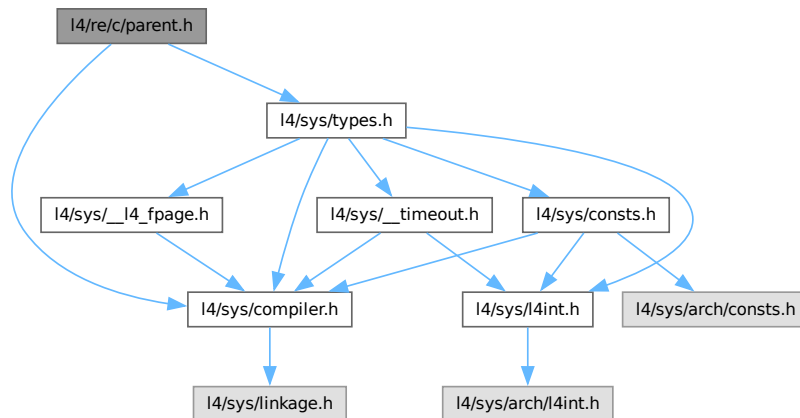 l4/re/c/parent.h
l4/sys/types.h
l4/sys/__l4_fpage.h
l4/sys/__timeout.h
l4/sys/consts.h
l4/sys/compiler.h
l4/sys/l4int.h
l4/sys/arch/consts.h
l4/sys/linkage.h
l4/sys/arch/l4int.h